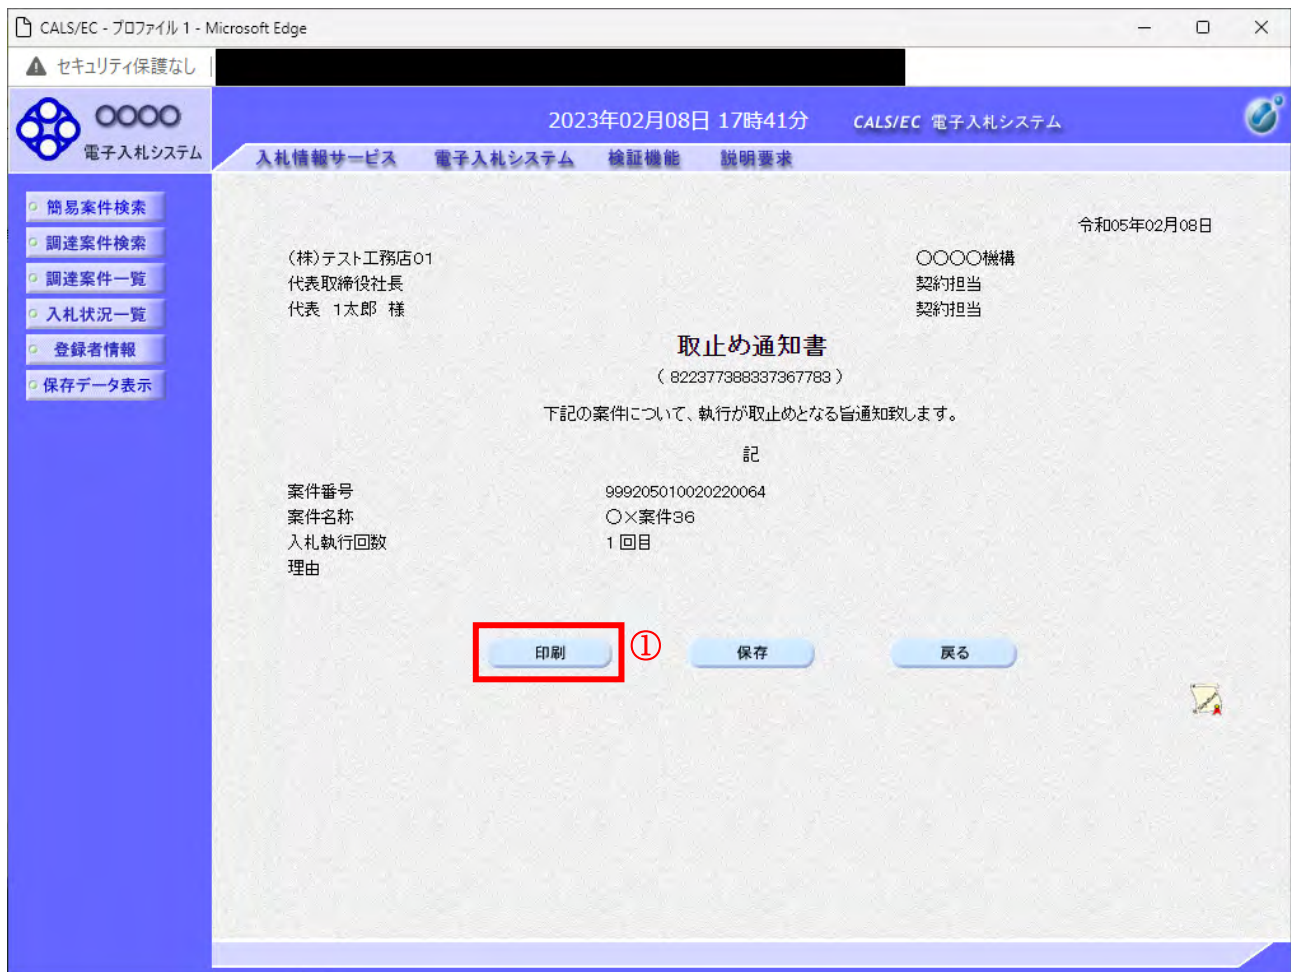 CALS/EC - プロファイル 1 - Microsoft Edge
セキュリティ保護なし
〇〇〇〇
電子入札システム
2023年02月08日 17時41分
CALS/EC 電子入札システム
入札情報サービス 電子入札システム 検証機能 説明要求
簡易案件検索
調達案件検索
調達案件一覧
入札状況一覧
登録者情報
保存データ表示
令和05年02月08日
(株)テスト工務店01
代表取締役社長
代表 1太郎 様
〇〇〇〇機構
契約担当
契約担当
取止め通知書
( 822377388337367783 )
下記の案件について、執行が取止めとなる旨通知致します。
記
案件番号 999205010020220064
案件名称 〇×案件36
入札執行回数 1回目
理由
印刷 ① 保存 戻る